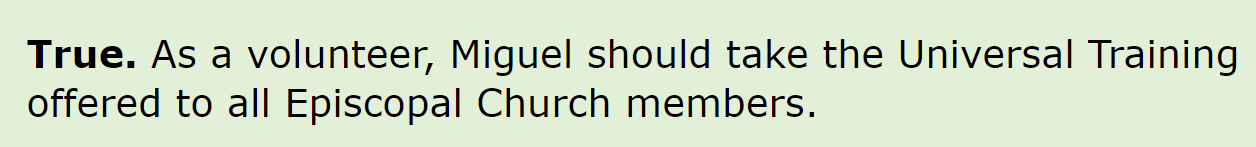 True. As a volunteer, Miguel should take the Universal Training
offered to all Episcopal Church members.